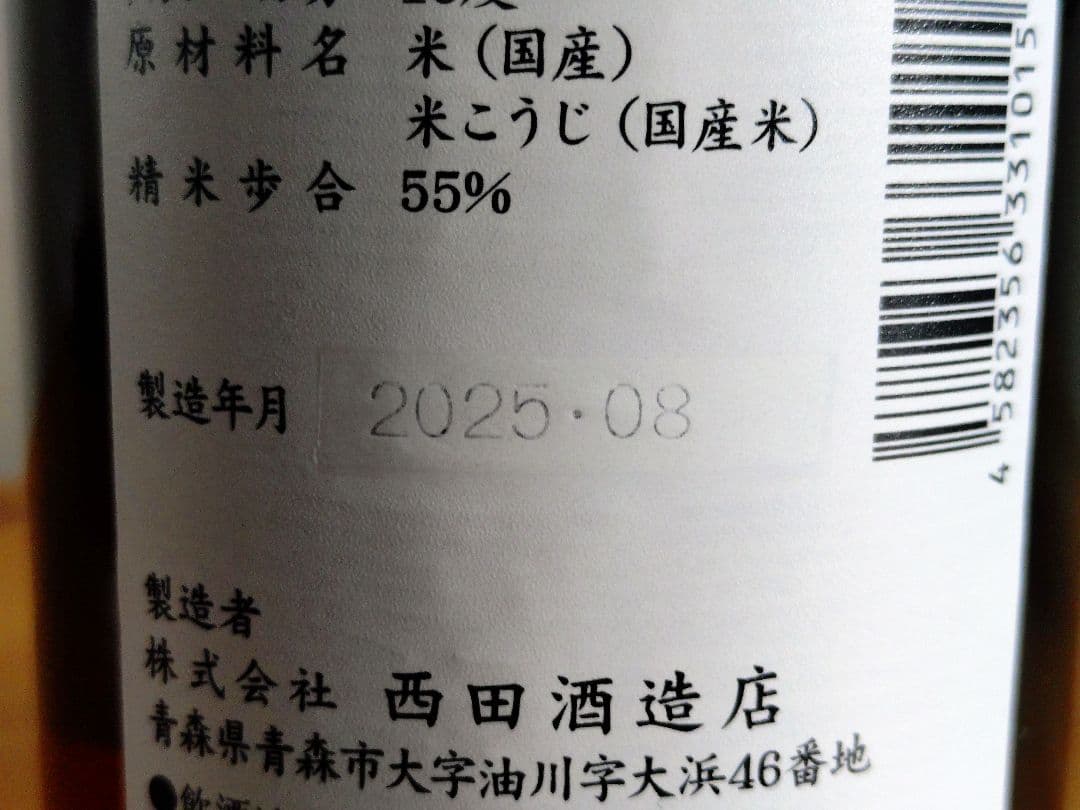 原材料名 米（国産）
米こうじ（国産米）
精米歩合 55%
製造年月 2025・08
製造者
株式会社 西田酒造店
青森県青森市大字油川字大浜46番地
4 582356 331015